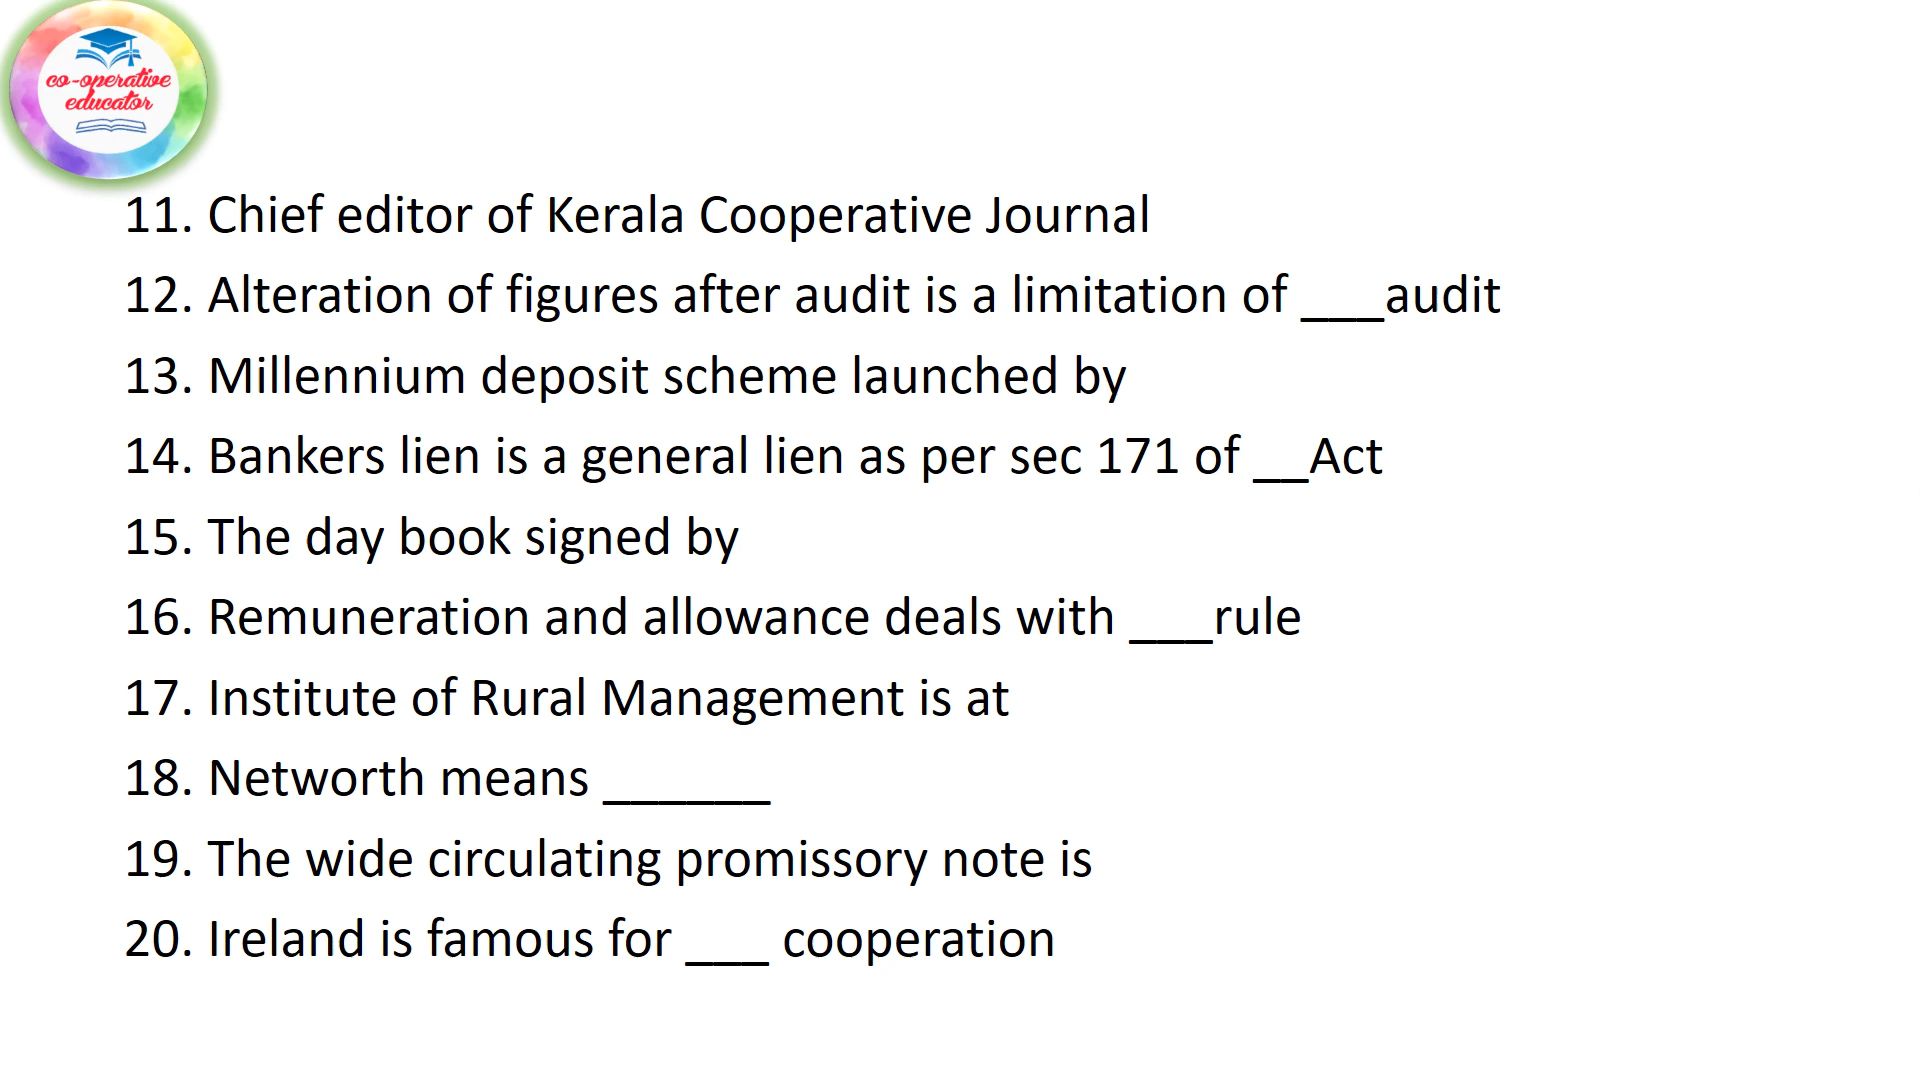 co-operative
educator
11. Chief editor of Kerala Cooperative Journal
12. Alteration of figures after audit is a limitation of ___audit
13. Millennium deposit scheme launched by
14. Bankers lien is a general lien as per sec 171 of __Act
15. The day book signed by
16. Remuneration and allowance deals with ___rule
17. Institute of Rural Management is at
18. Networth means ______
19. The wide circulating promissory note is
20. Ireland is famous for ___ cooperation